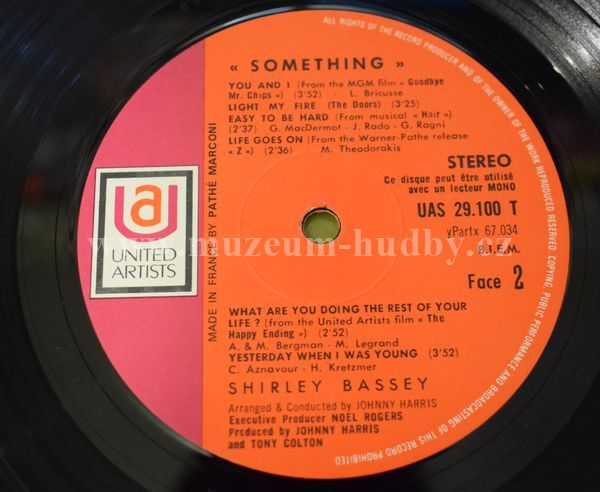 ALL RIGHTS OF THE RECORD PRODUCER AND OF THE OWNER OF THE WORK REPRODUCED RESERVED. COPYING, PUBLIC PERFORMANCE AND BROADCASTING OF THIS RECORD PROHIBITED
« SOMETHING »
YOU AND I (From the MGM film « Goodbye
Mr. Chips ») (3'52) - L. Bricusse
LIGHT MY FIRE (The Doors) (3'25)
EASY TO BE HARD (From musical « Hair »)
(2'37) G. MacDermot - J. Rado - G. Ragni
LIFE GOES ON (From the Warner-Pathe release
« Z ») (2'36) M. Theodorakis
STEREO
Ce disque peut être utilisé
avec un lecteur MONO
UAS 29.100 T
yPartx 67.034
B.I.E.M.
Face 2
UA
UNITED
ARTISTS
MADE IN FRANCE BY PATHÉ MARCONI
www.muzeum-hudby.cz
WHAT ARE YOU DOING THE REST OF YOUR
LIFE ? (from the United Artists film « The
Happy Ending ») (2'52)
A. & M. Bergman - M. Legrand
YESTERDAY WHEN I WAS YOUNG (3'52)
C. Aznavour - H. Kretzmer
SHIRLEY BASSEY
Arranged & Conducted by JOHNNY HARRIS
Executive Producer NOEL ROGERS
Produced by JOHNNY HARRIS
and TONY COLTON